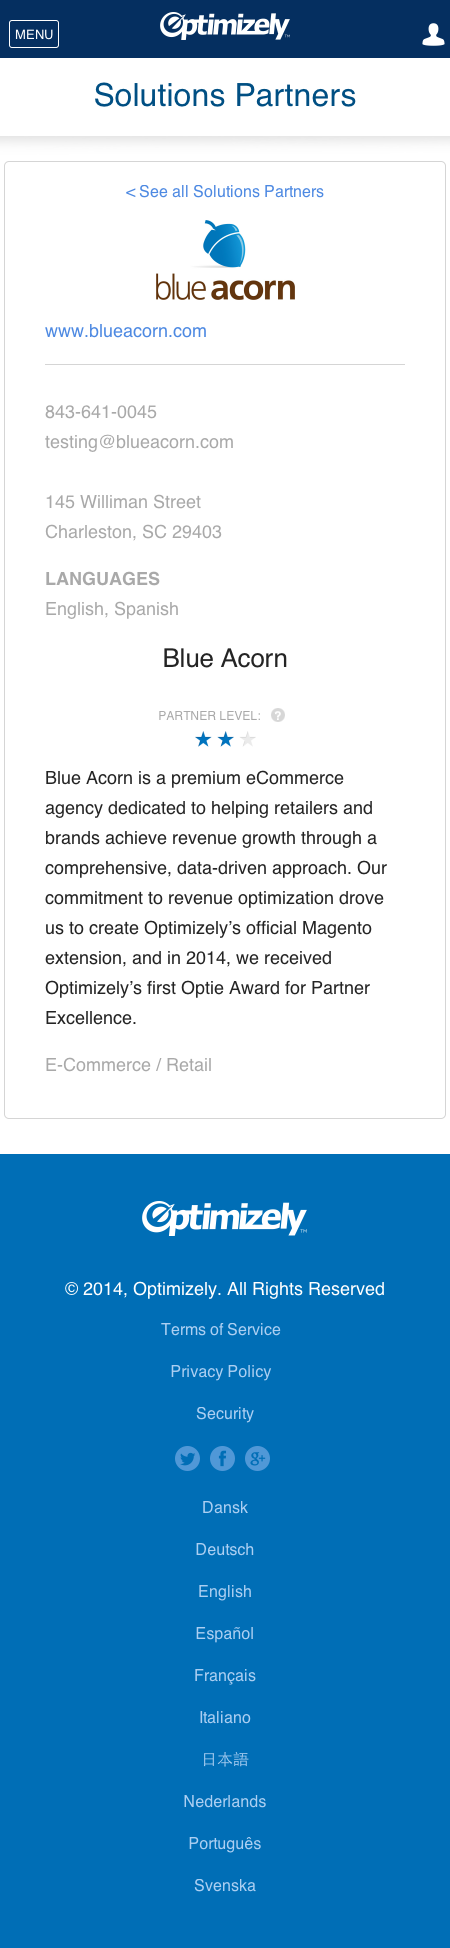 MENU
Optimizely
Solutions Partners
< See all Solutions Partners
blue acorn
www.blueacorn.com
843-641-0045
testing@blueacorn.com
145 Williman Street
Charleston, SC 29403
LANGUAGES
English, Spanish
Blue Acorn
PARTNER LEVEL: ?
Blue Acorn is a premium eCommerce
agency dedicated to helping retailers and
brands achieve revenue growth through a
comprehensive, data-driven approach. Our
commitment to revenue optimization drove
us to create Optimizely’s official Magento
extension, and in 2014, we received
Optimizely’s first Optie Award for Partner
Excellence.
E-Commerce / Retail
Optimizely
© 2014, Optimizely. All Rights Reserved
Terms of Service
Privacy Policy
Security
Dansk
Deutsch
English
Español
Français
Italiano
日本語
Nederlands
Português
Svenska